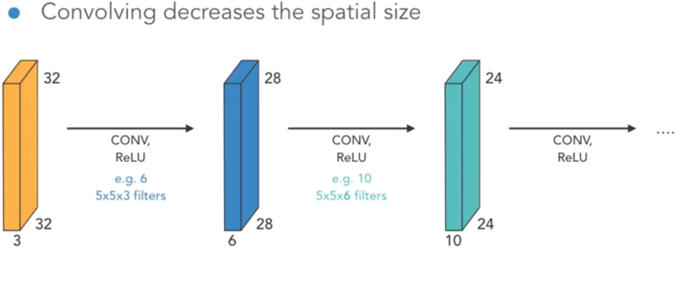 Convolving decreases the spatial size
32
28
24
CONV,
ReLU
CONV,
ReLU
CONV,
ReLU
....
e.g. 6
5x5x3 filters
e.g. 10
5x5x6 filters
32
28
24
3
6
10